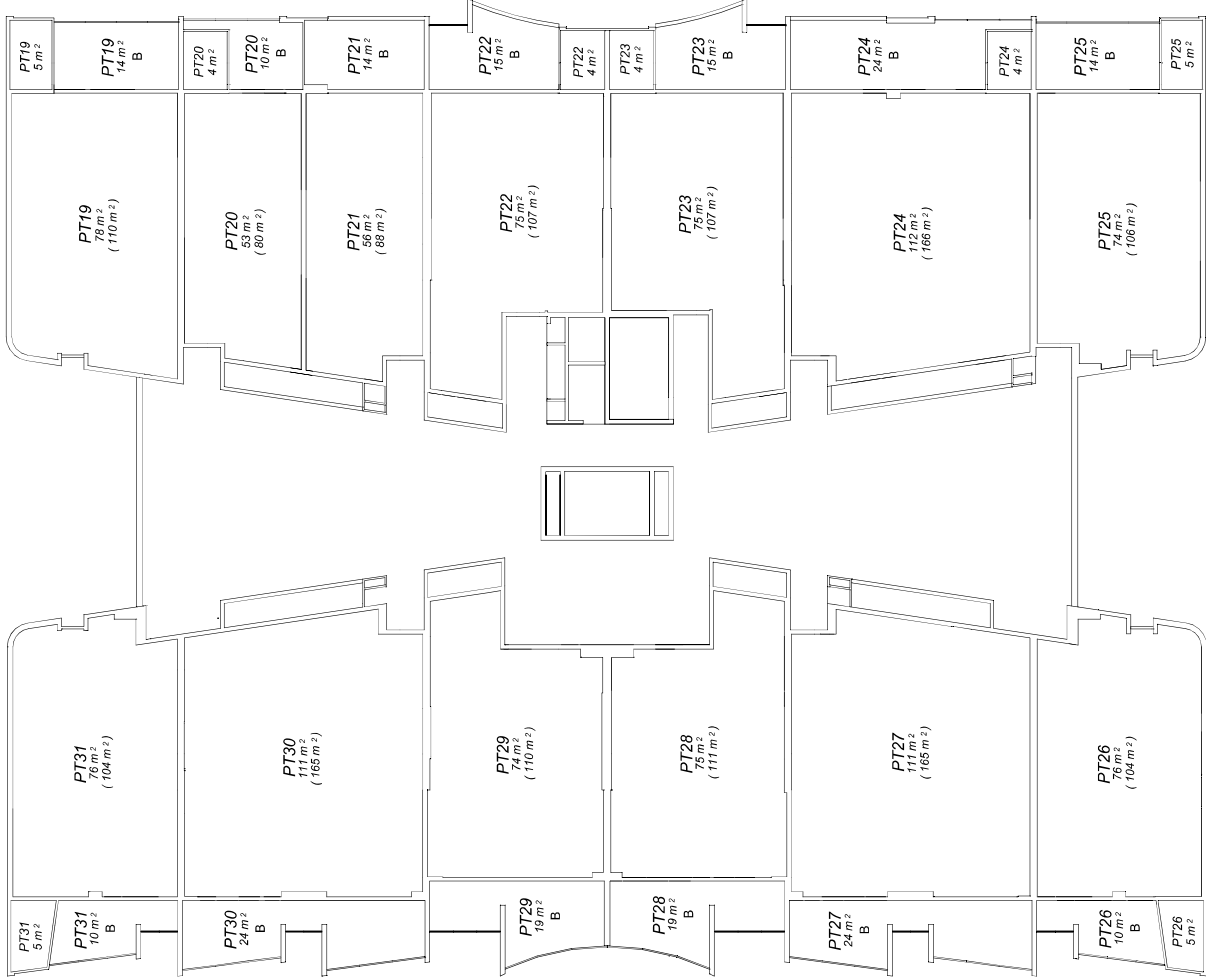 PT19
5 m²
PT19
14 m²
B
PT20
4 m²
PT20
10 m²
B
PT21
14 m²
B
PT22
15 m²
B
PT22
4 m²
PT23
4 m²
PT23
15 m²
B
PT24
24 m²
B
PT24
4 m²
PT25
14 m²
B
PT25
5 m²
PT19
78 m²
( 110 m² )
PT20
53 m²
( 80 m² )
PT21
56 m²
( 88 m² )
PT22
75 m²
( 107 m² )
PT23
75 m²
( 107 m² )
PT24
112 m²
( 166 m² )
PT25
74 m²
( 106 m² )
PT31
76 m²
( 104 m² )
PT30
111 m²
( 165 m² )
PT29
74 m²
( 110 m² )
PT28
75 m²
( 111 m² )
PT27
111 m²
( 165 m² )
PT26
76 m²
( 104 m² )
PT31
5 m²
PT31
10 m²
B
PT30
24 m²
B
PT29
19 m²
B
PT28
19 m²
B
PT27
24 m²
B
PT26
10 m²
B
PT26
5 m²